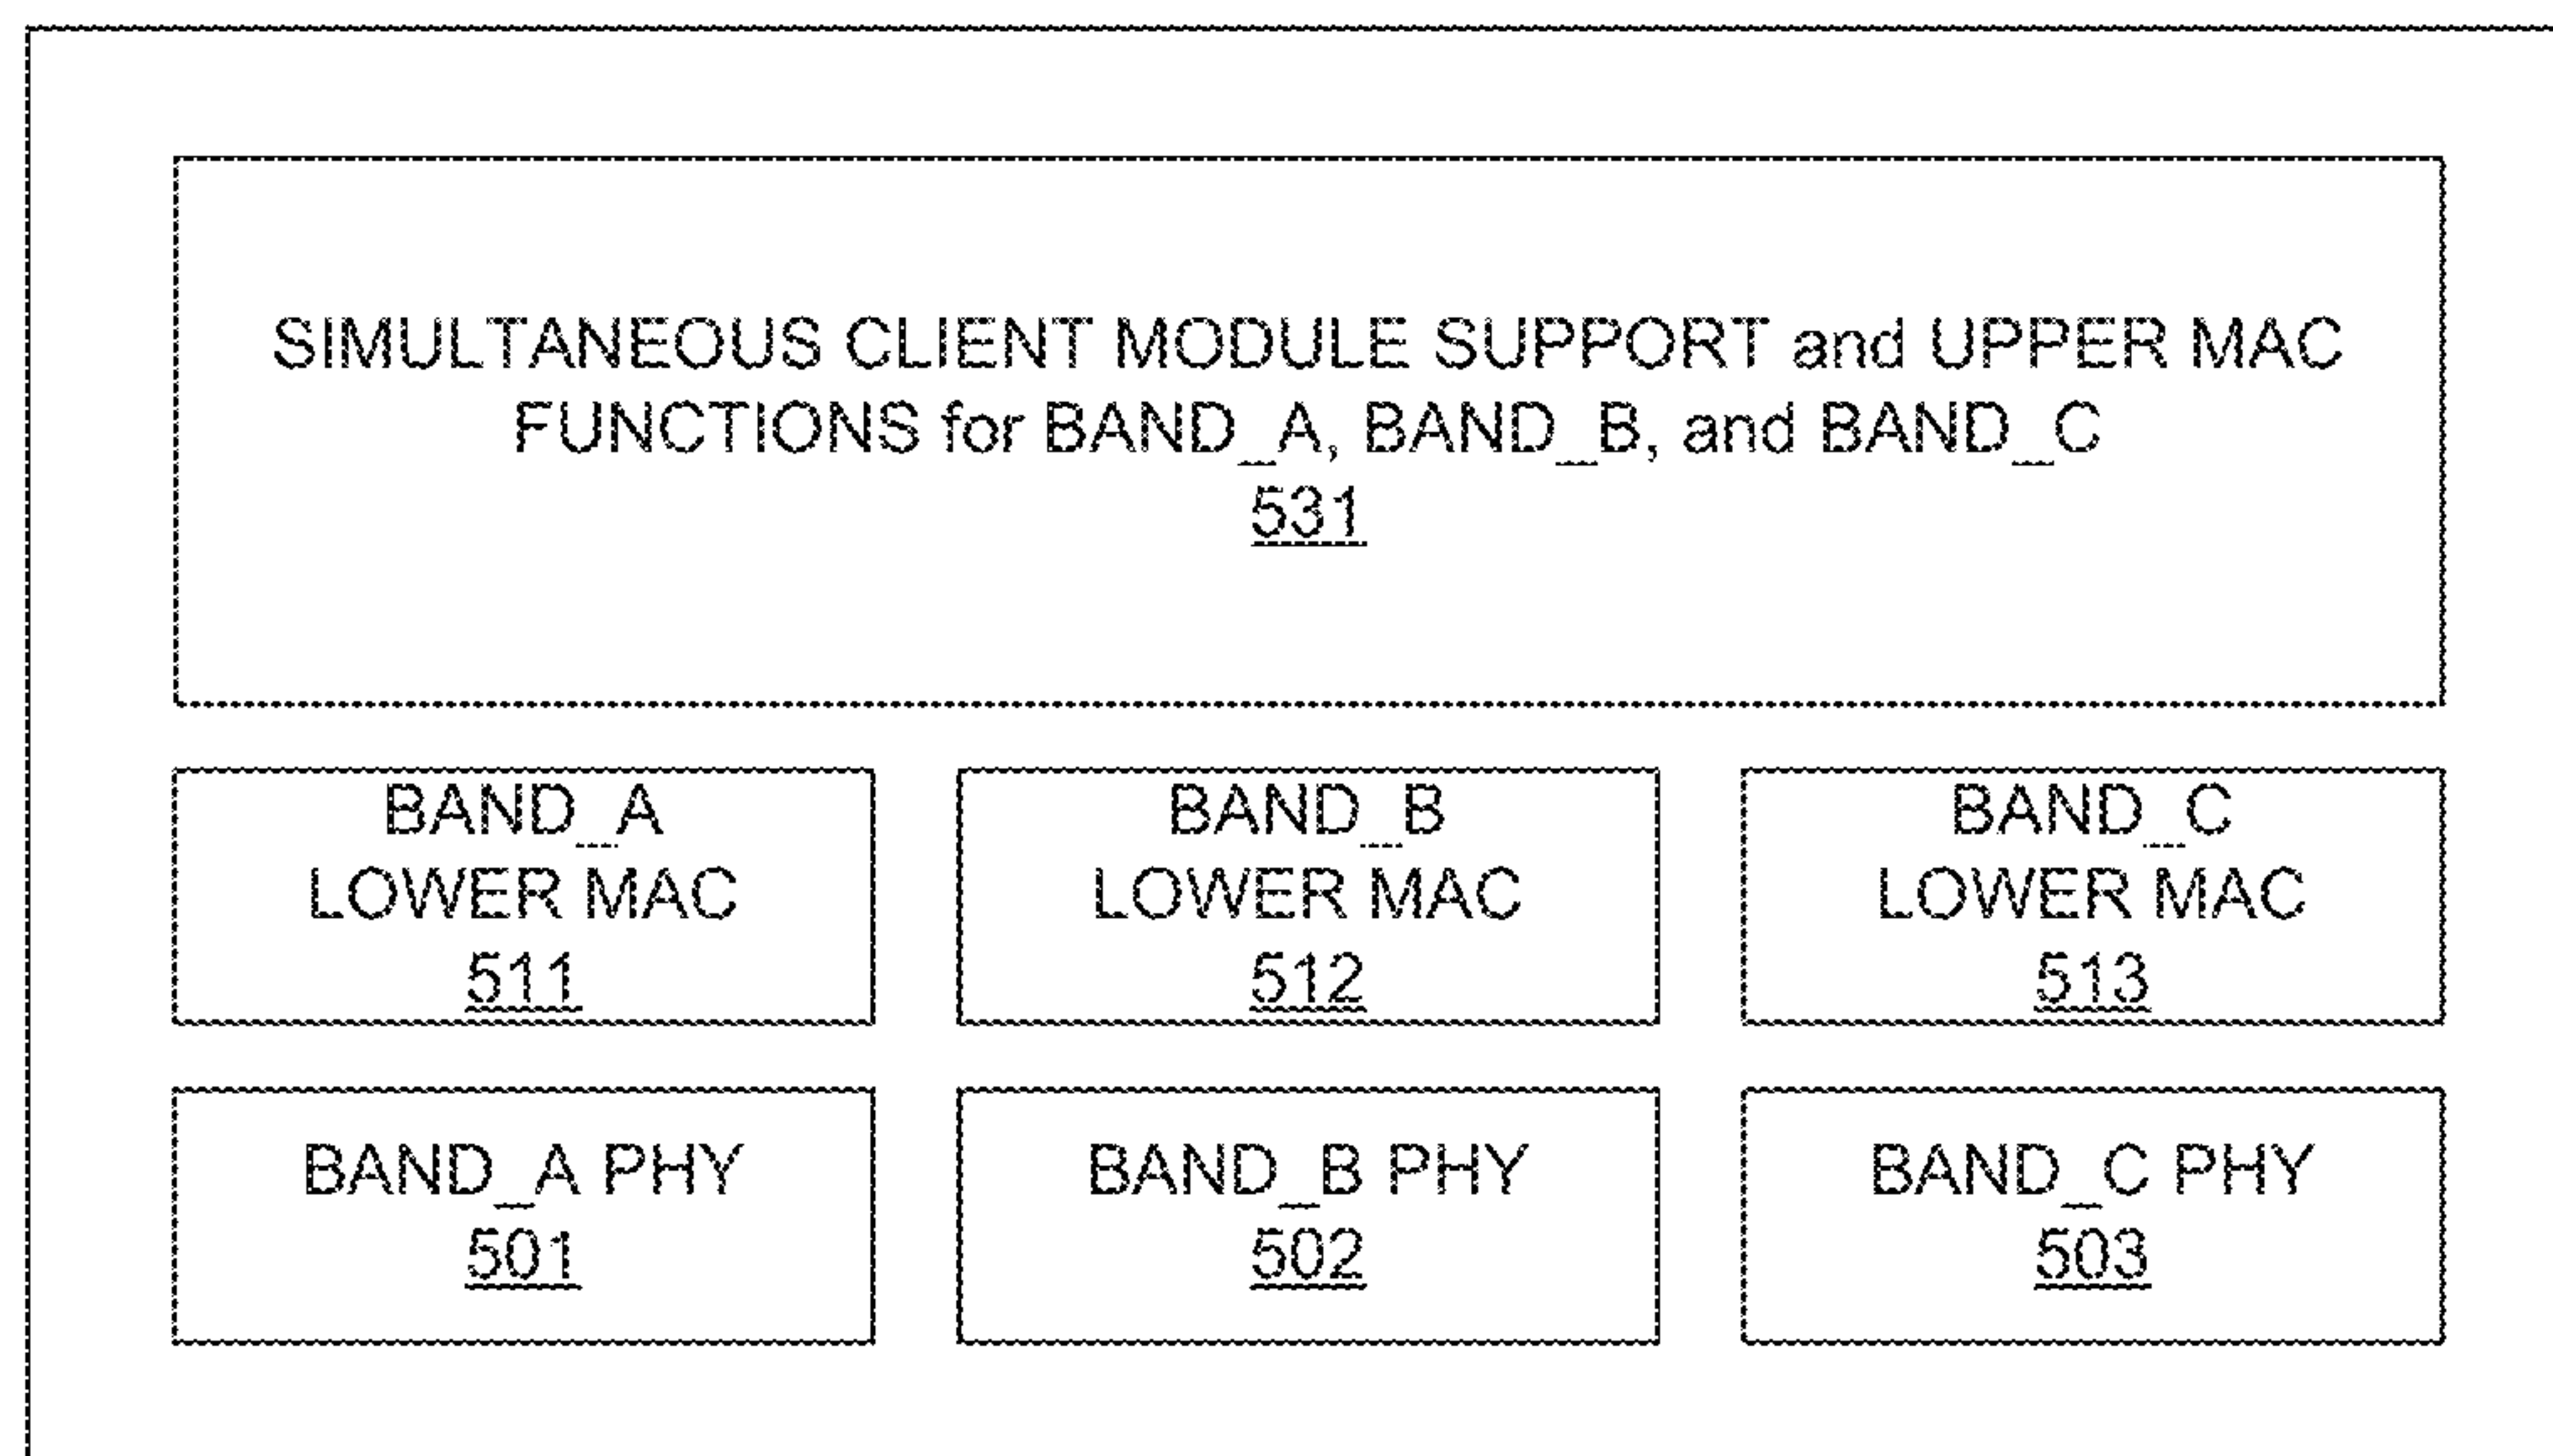 SIMULTANEOUS CLIENT MODULE SUPPORT and UPPER MAC
FUNCTIONS for BAND_A, BAND_B, and BAND_C
531
BAND_A
LOWER MAC
511
BAND_B
LOWER MAC
512
BAND_C
LOWER MAC
513
BAND_A PHY
501
BAND_B PHY
502
BAND_C PHY
503